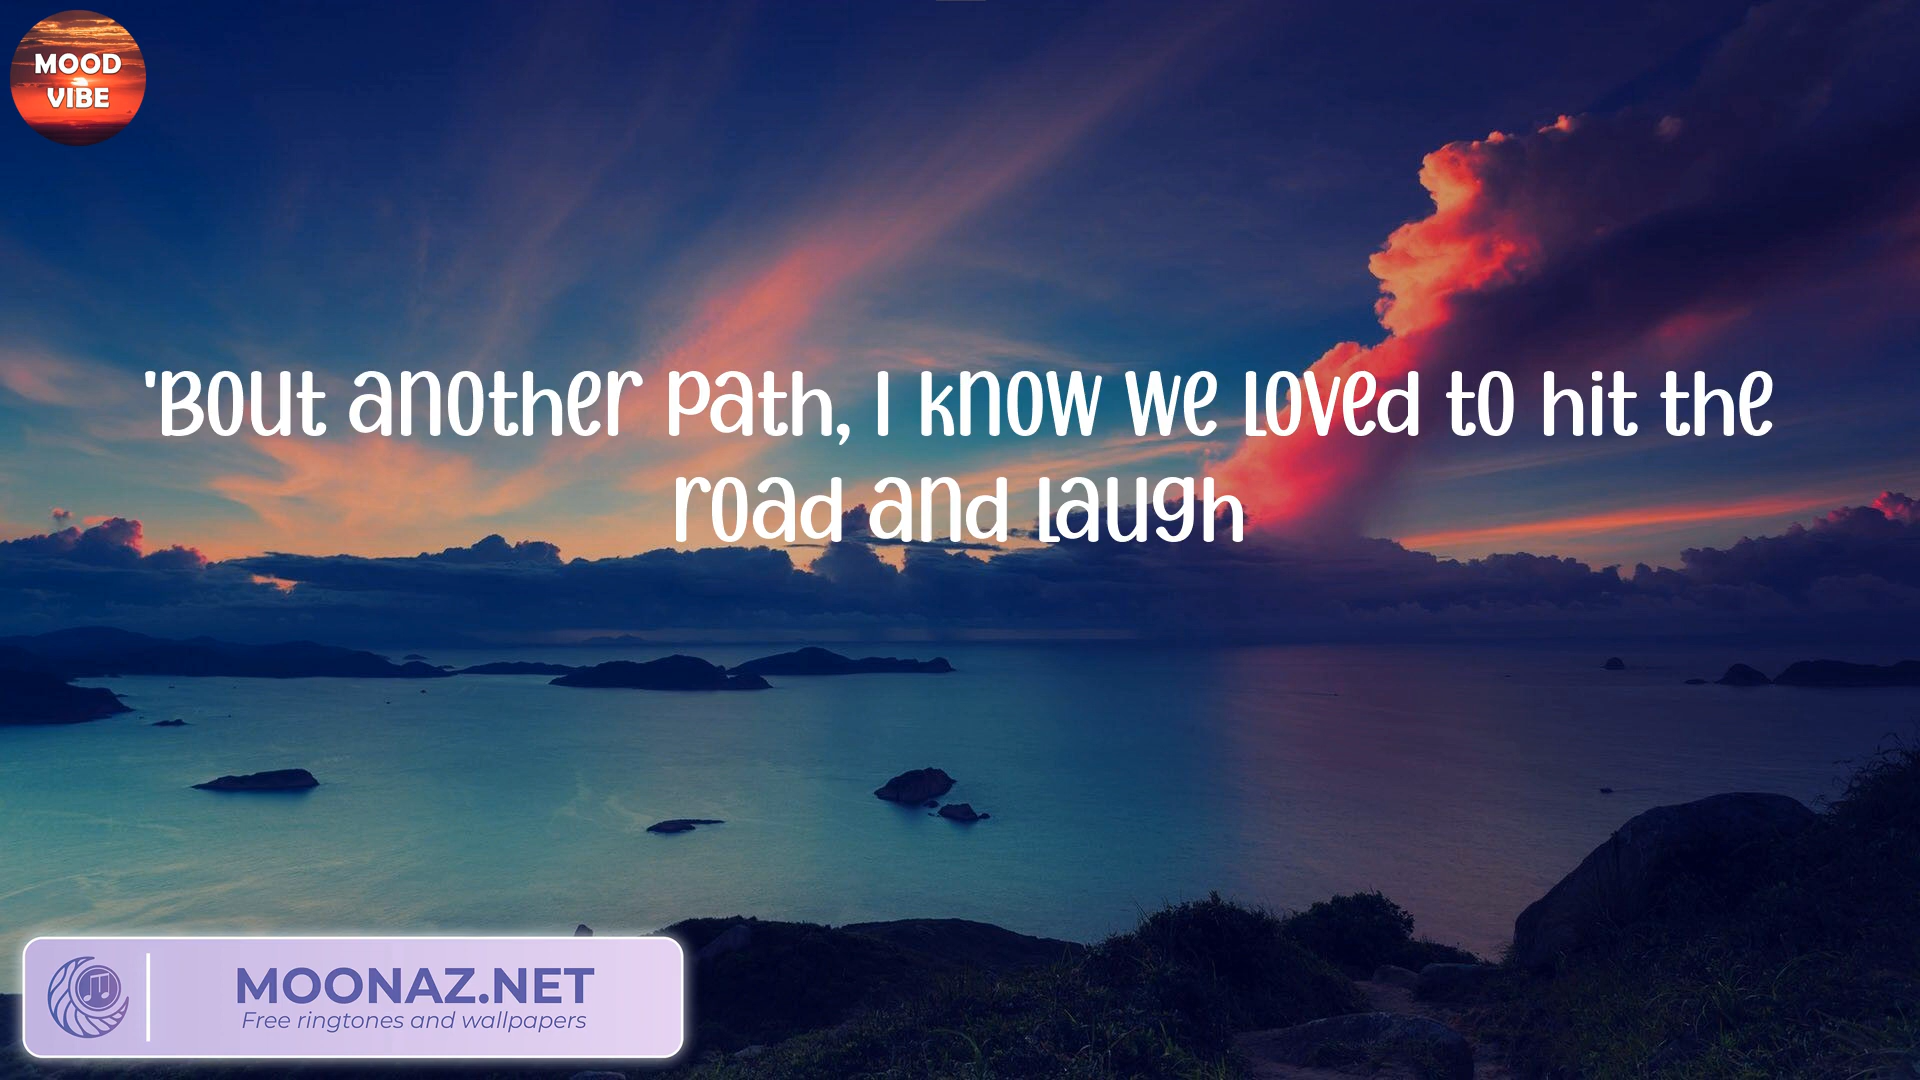 MOOD
VIBE
'Bout another path, I know we loved to hit the
road and laugh
MOONAZ.NET
Free ringtones and wallpapers